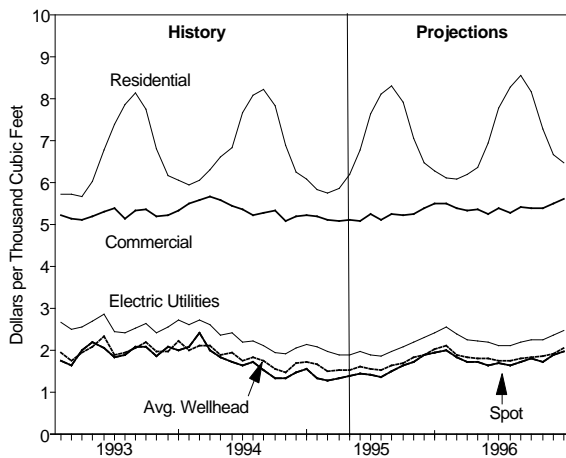 History
Projections
Dollars per Thousand Cubic Feet
10
9
8
7
6
5
4
3
2
1
0
Residential
Commercial
Electric Utilities
Avg. Wellhead
Spot
1993
1994
1995
1996